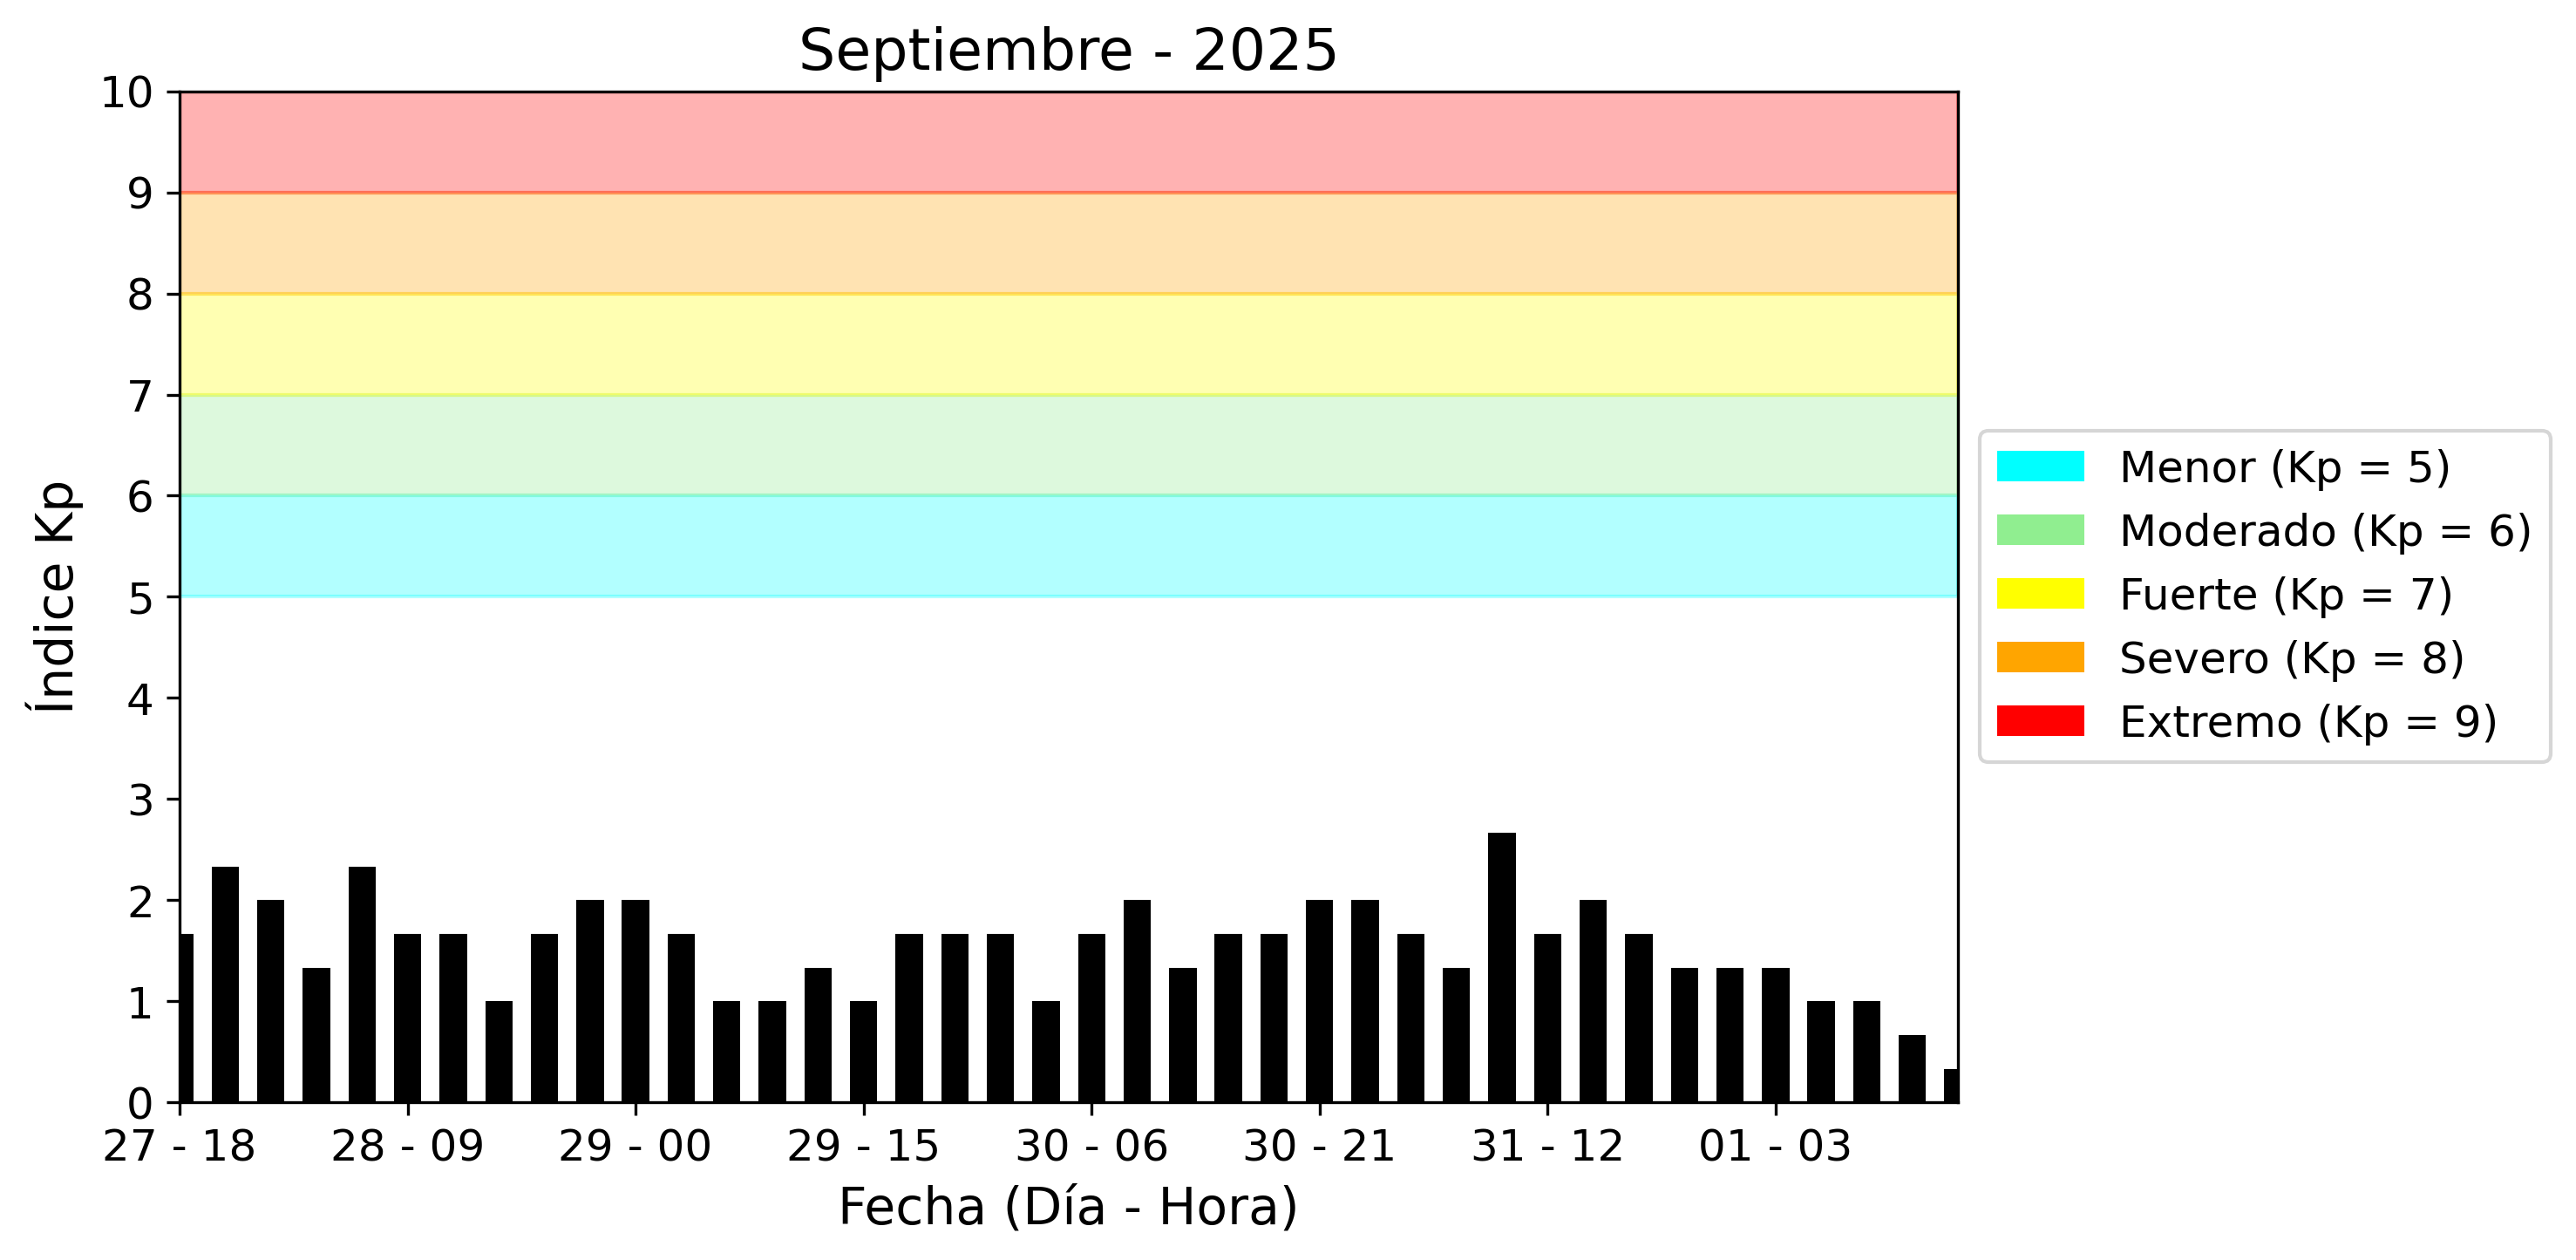 Septiembre - 2025
10
9
8
7
6
5
4
3
2
1
0
Índice Kp
27 - 18
28 - 09
29 - 00
29 - 15
30 - 06
30 - 21
31 - 12
01 - 03
Fecha (Día - Hora)
Menor (Kp = 5)
Moderado (Kp = 6)
Fuerte (Kp = 7)
Severo (Kp = 8)
Extremo (Kp = 9)